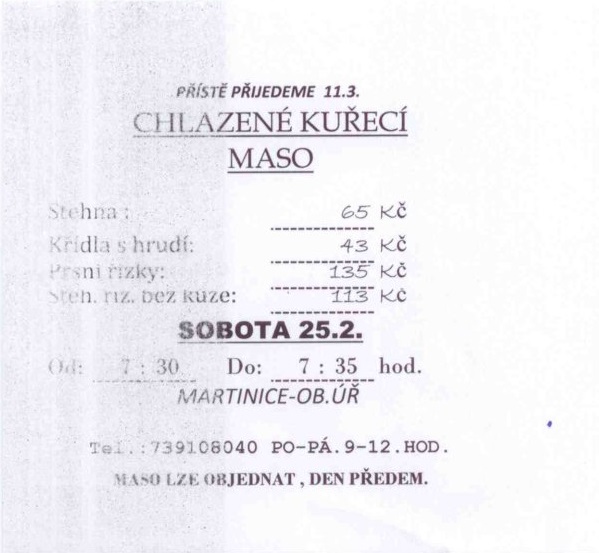 PŘÍSTĚ PŘIJEDEME 11.3.
CHLAZENÉ KUŘECÍ
MASO
Stehna : 65 Kč
Křídla s hrudí: 43 Kč
Prsní řízky: 135 Kč
Steh. říz. bez kůže: 113 Kč
SOBOTA 25.2.
Od: 7 : 30 Do: 7 : 35 hod.
MARTINICE-OB.ÚŘ
Tel.:739108040 PO-PÁ.9-12.HOD.
MASO LZE OBJEDNAT , DEN PŘEDEM.